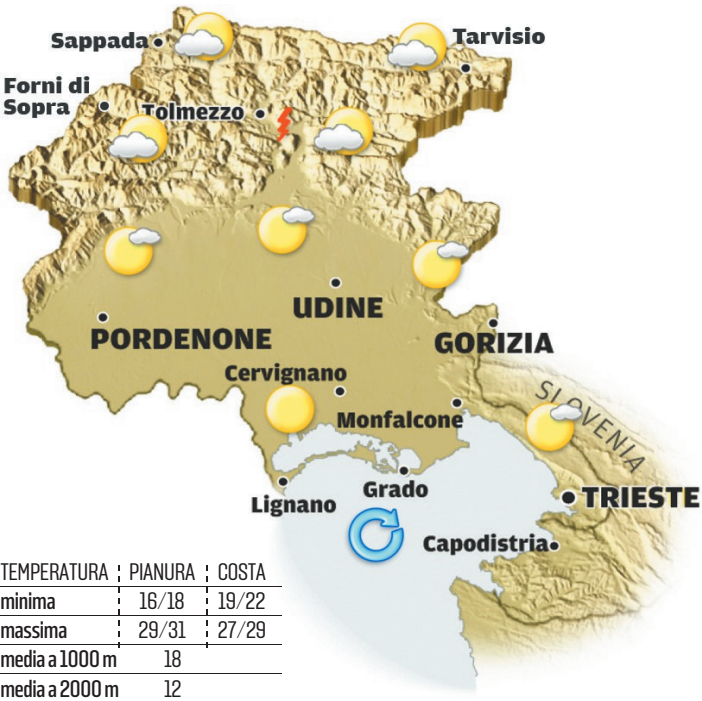 Sappada
Tarvisio
Forni di
Sopra
Tolmezzo
UDINE
PORDENONE
GORIZIA
Cervignano
SLOVENIA
Monfalcone
Lignano
Grado
TRIESTE
Capodistria
TEMPERATURA PIANURA COSTA
minima 16/18 19/22
massima 29/31 27/29
media a 1000 m 18
media a 2000 m 12